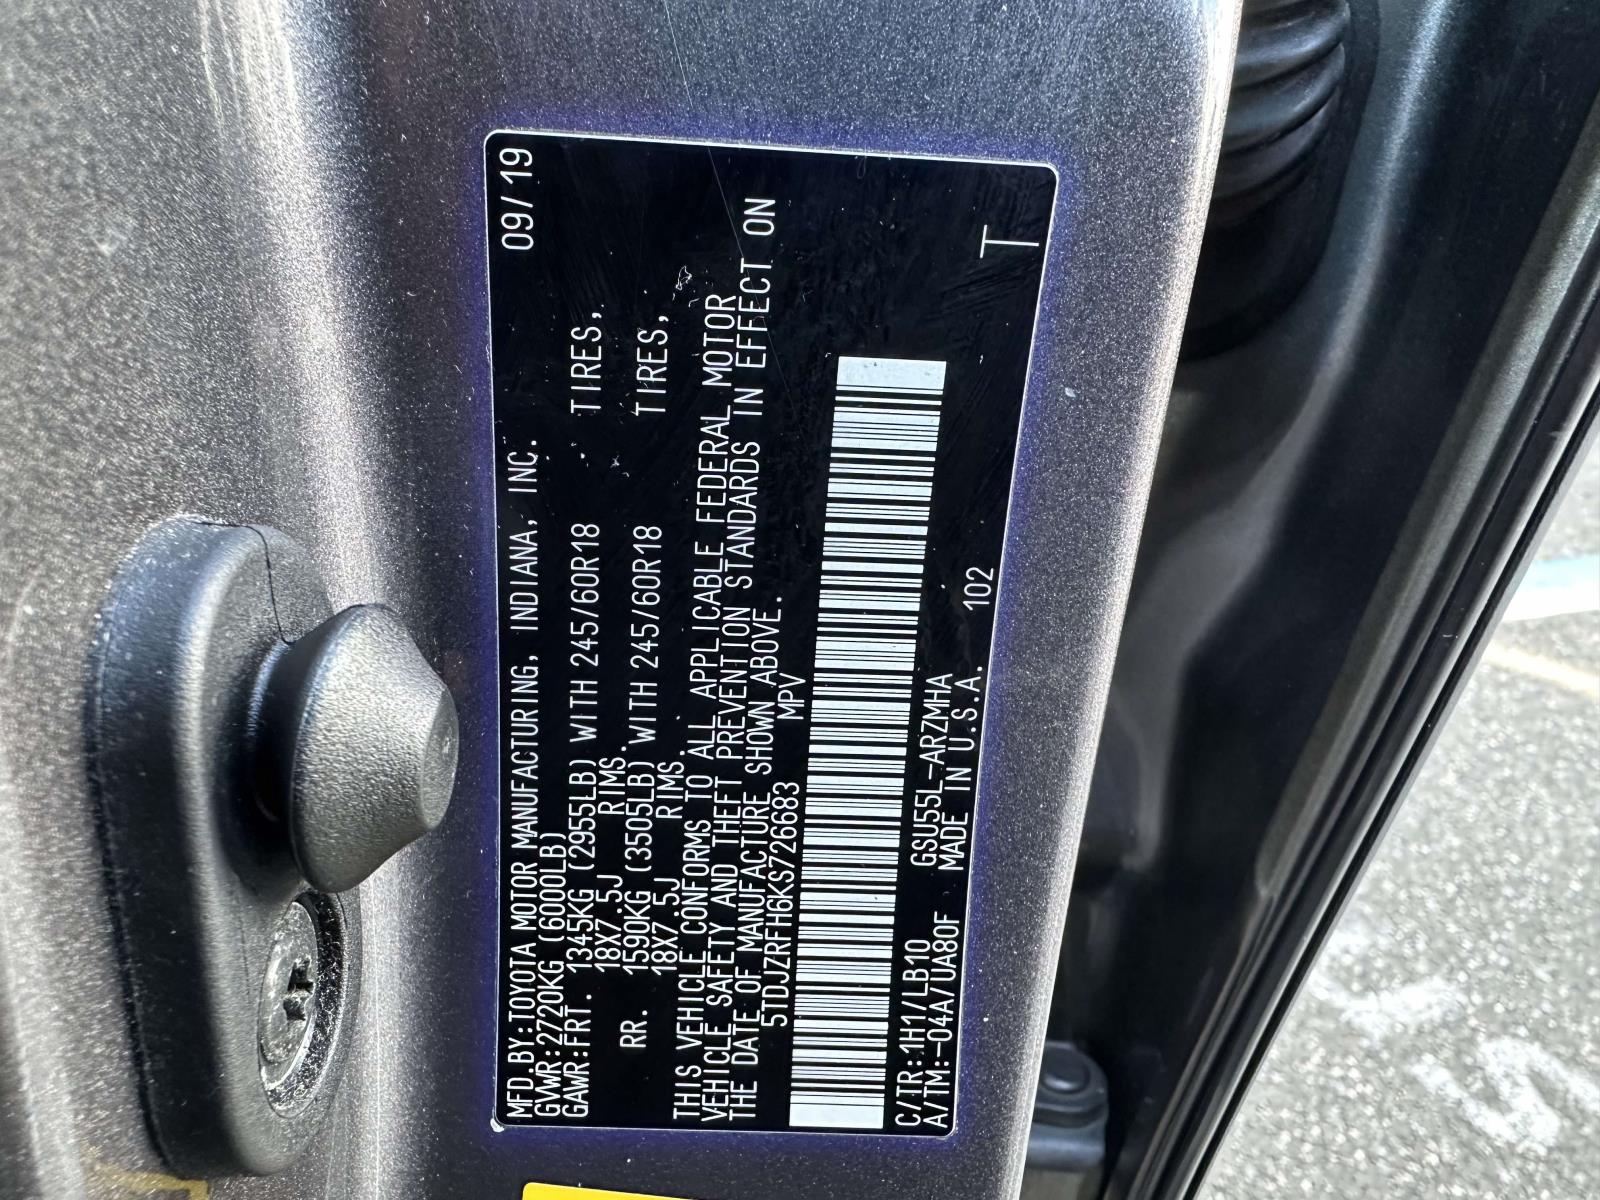 MFD.BY:TOYOTA MOTOR MANUFACTURING, INDIANA, INC. 09/19
GVWR:2720KG (6000LB)
GAWR:FRT. 1345KG (2955LB) WITH 245/60R18 TIRES,
18X7.5J RIMS.
RR. 1590KG (3505LB) WITH 245/60R18 TIRES,
18X7.5J RIMS.
THIS VEHICLE CONFORMS TO ALL APPLICABLE FEDERAL MOTOR
VEHICLE SAFETY AND THEFT PREVENTION STANDARDS IN EFFECT ON
THE DATE OF MANUFACTURE SHOWN ABOVE.
5TDJZRFH6KS726683 MPV
C/TR:1H1/LB10 GSU55L-ARZMHA 102
A/TM:-04A/UA80F MADE IN U.S.A. T